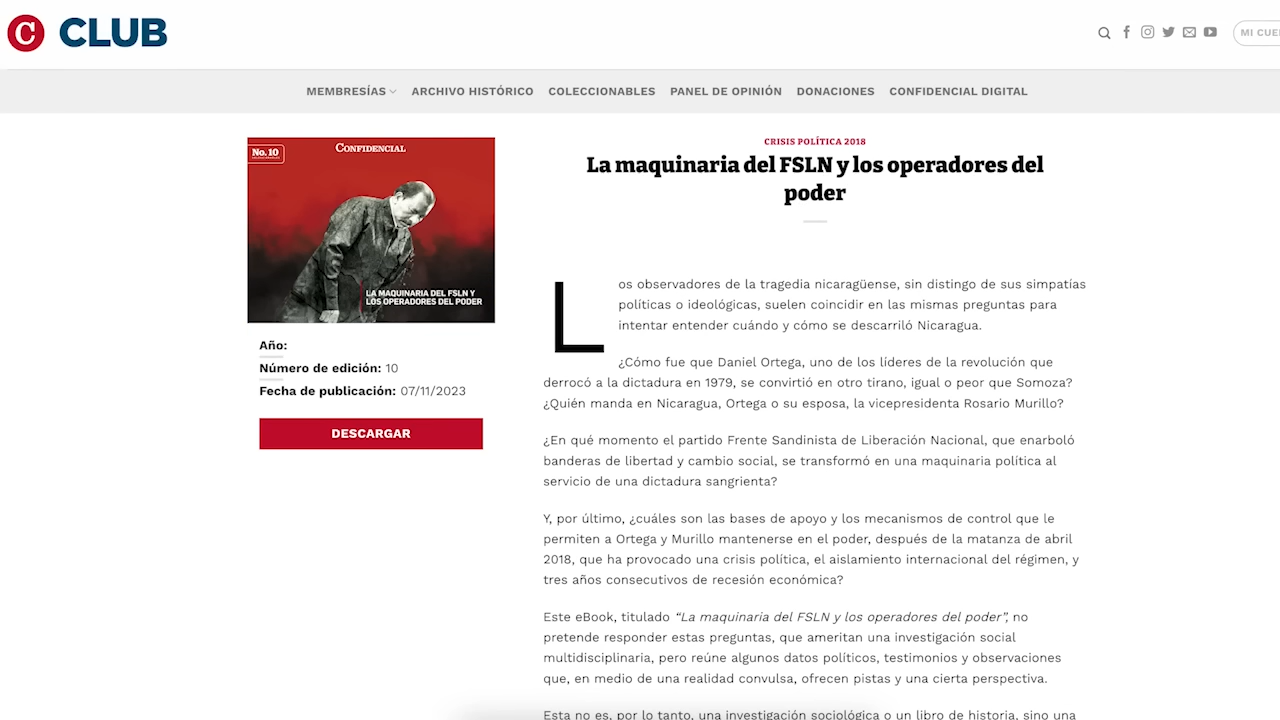 C CLUB
MI CUE
MEMBRESÍAS ARCHIVO HISTÓRICO COLECCIONABLES PANEL DE OPINIÓN DONACIONES CONFIDENCIAL DIGITAL
No. 10
CONFIDENCIAL
LA MAQUINARIA DEL FSLN Y
LOS OPERADORES DEL PODER
Año:
Número de edición: 10
Fecha de publicación: 07/11/2023
DESCARGAR
CRISIS POLÍTICA 2018
La maquinaria del FSLN y los operadores del
poder
Los observadores de la tragedia nicaragüense, sin distingo de sus simpatías
políticas o ideológicas, suelen coincidir en las mismas preguntas para
intentar entender cuándo y cómo se descarriló Nicaragua.
¿Cómo fue que Daniel Ortega, uno de los líderes de la revolución que
derrocó a la dictadura en 1979, se convirtió en otro tirano, igual o peor que Somoza?
¿Quién manda en Nicaragua, Ortega o su esposa, la vicepresidenta Rosario Murillo?
¿En qué momento el partido Frente Sandinista de Liberación Nacional, que enarboló
banderas de libertad y cambio social, se transformó en una maquinaria política al
servicio de una dictadura sangrienta?
Y, por último, ¿cuáles son las bases de apoyo y los mecanismos de control que le
permiten a Ortega y Murillo mantenerse en el poder, después de la matanza de abril
2018, que ha provocado una crisis política, el aislamiento internacional del régimen, y
tres años consecutivos de recesión económica?
Este eBook, titulado “La maquinaria del FSLN y los operadores del poder”, no
pretende responder estas preguntas, que ameritan una investigación social
multidisciplinaria, pero reúne algunos datos políticos, testimonios y observaciones
que, en medio de una realidad convulsa, ofrecen pistas y una cierta perspectiva.
Esta no es, por lo tanto, una investigación sociológica o un libro de historia, sino una